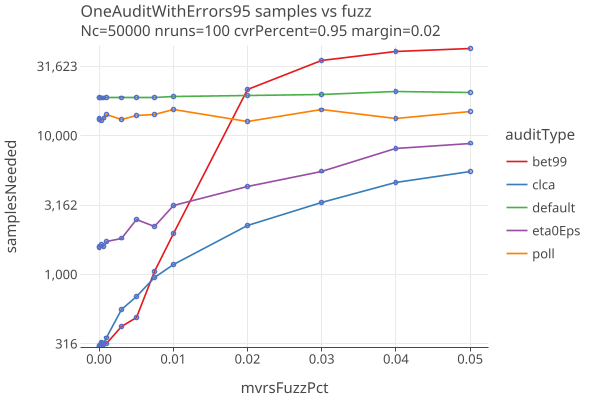 OneAuditWithErrors95 samples vs fuzz
Nc=50000 nruns=100 cvrPercent=0.95 margin=0.02
31,623
10,000
3,162
1,000
316
samplesNeeded
0.00
0.01
0.02
0.03
0.04
0.05
mvrsFuzzPct
auditType
bet99
clca
default
eta0Eps
poll